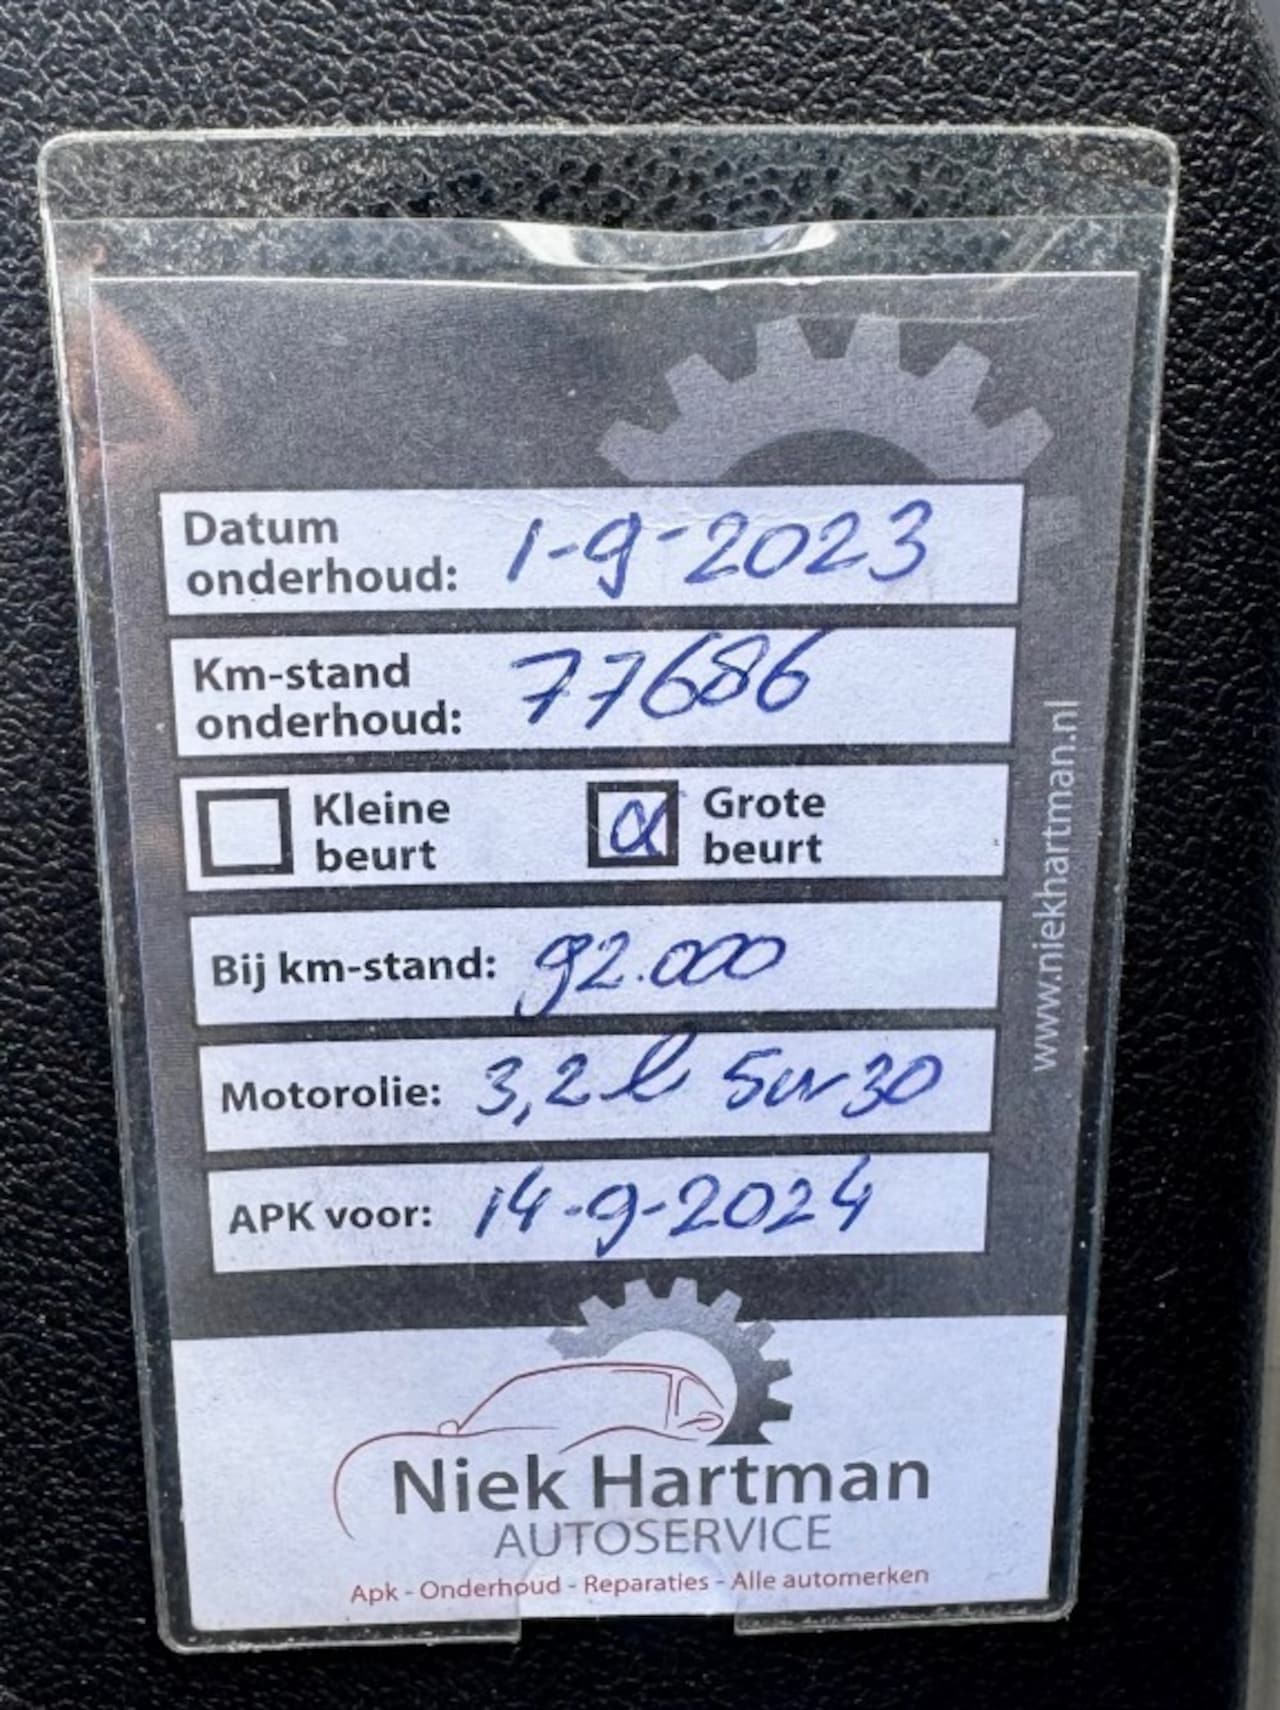 Datum
onderhoud: 1-9-2023
Km-stand
onderhoud: 77686
Kleine
beurt
Grote
beurt
Bij km-stand: 92.000
Motorolie: 3,2 l 5w30
APK voor: 14-9-2024
www.niekhartman.nl
Niek Hartman
AUTOSERVICE
Apk - Onderhoud - Reparaties - Alle automerken